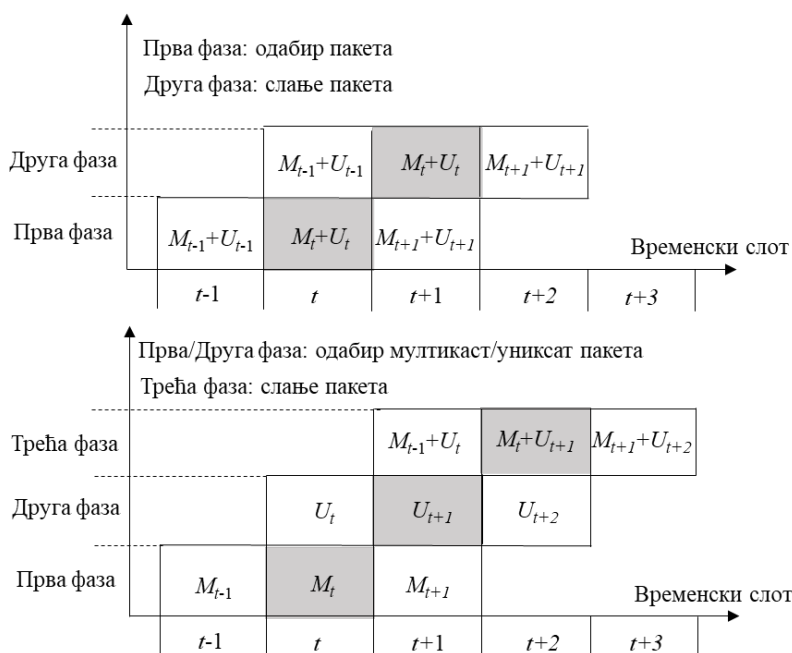 Прва фаза: одабир пакета
Друга фаза: слање пакета
Друга фаза M_{t-1}+U_{t-1} M_t+U_t M_{t+1}+U_{t+1}
Прва фаза M_{t-1}+U_{t-1} M_t+U_t M_{t+1}+U_{t+1}
Временски слот
t-1 t t+1 t+2 t+3
Прва/Друга фаза: одабир мултикаст/униксат пакета
Трећа фаза: слање пакета
Трећа фаза M_{t-1}+U_t M_t+U_{t+1} M_{t+1}+U_{t+2}
Друга фаза U_t U_{t+1} U_{t+2}
Прва фаза M_{t-1} M_t M_{t+1}
Временски слот
t-1 t t+1 t+2 t+3